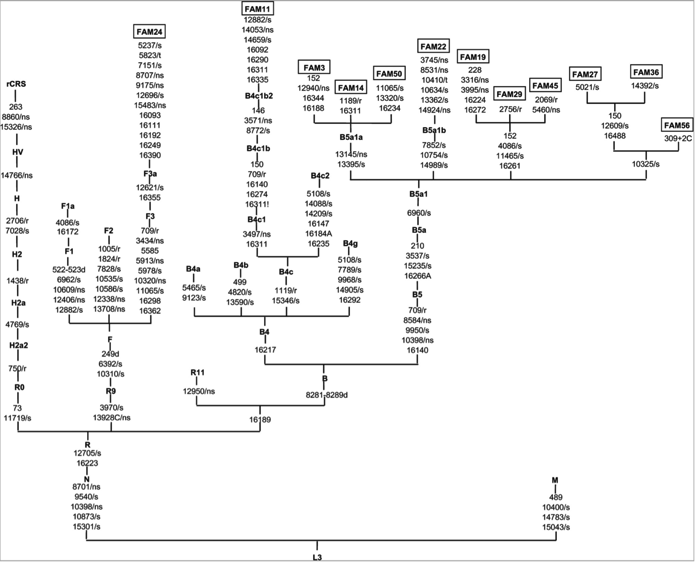 FAM11
12882/s
14053/ns
14659/s
16092
16290
16311
16335
B4c1b2
146
3571/ns
8772/s
B4c1b
150
709/r
16140
16274
16311!
B4c1
3497/ns
16311
FAM24
5237/s
5823/t
7151/s
8707/ns
9175/ns
12696/s
15483/ns
16093
16111
16192
16249
16390
F3a
12621/s
16355
F3
709/r
3434/ns
5585
5913/ns
5978/s
10320/ns
11065/s
16298
16362
FAM3
152
12940/ns
16344
16188
FAM14
1189/r
16311
FAM50
11065/s
13320/s
16234
B5a1a
13145/ns
13395/s
FAM22
3745/ns
8531/ns
10410/t
10634/s
13362/s
14924/ns
B5a1b
7852/s
10754/s
14989/s
FAM19
228
3316/ns
3995/ns
16224
16272
FAM29
2756/r
FAM45
2069/r
5460/ns
152
4086/s
11465/s
16261
FAM27
5021/s
FAM36
14392/s
150
12609/s
16488
FAM56
309+2C
10325/s
rCRS
263
8860/ns
15326/ns
HV
14766/ns
H
2706/r
7028/s
H2
1438/r
H2a
4769/s
H2a2
750/r
R0
73
11719/s
F1a
4086/s
16172
F1
522-523d
6962/s
10609/ns
12406/ns
12882/s
F2
1005/r
1824/r
7828/s
10535/s
10586/s
12338/ns
13708/ns
F
249d
6392/s
10310/s
R9
3970/s
13928C/ns
B4c2
5108/s
14088/s
14209/s
16147
16184A
16235
B4a
5465/s
9123/s
B4b
499
4820/s
13590/s
B4c
1119/r
15346/s
B4g
5108/s
7789/s
9968/s
14905/s
16292
B4
16217
B5a1
6960/s
B5a
210
3537/s
15235/s
16266A
B5
709/r
8584/ns
9950/s
10398/ns
16140
R11
12950/ns
B
8281-8289d
16189
R
12705/s
16223
N
8701/ns
9540/s
10398/ns
10873/s
15301/s
M
489
10400/s
14783/s
15043/s
L3